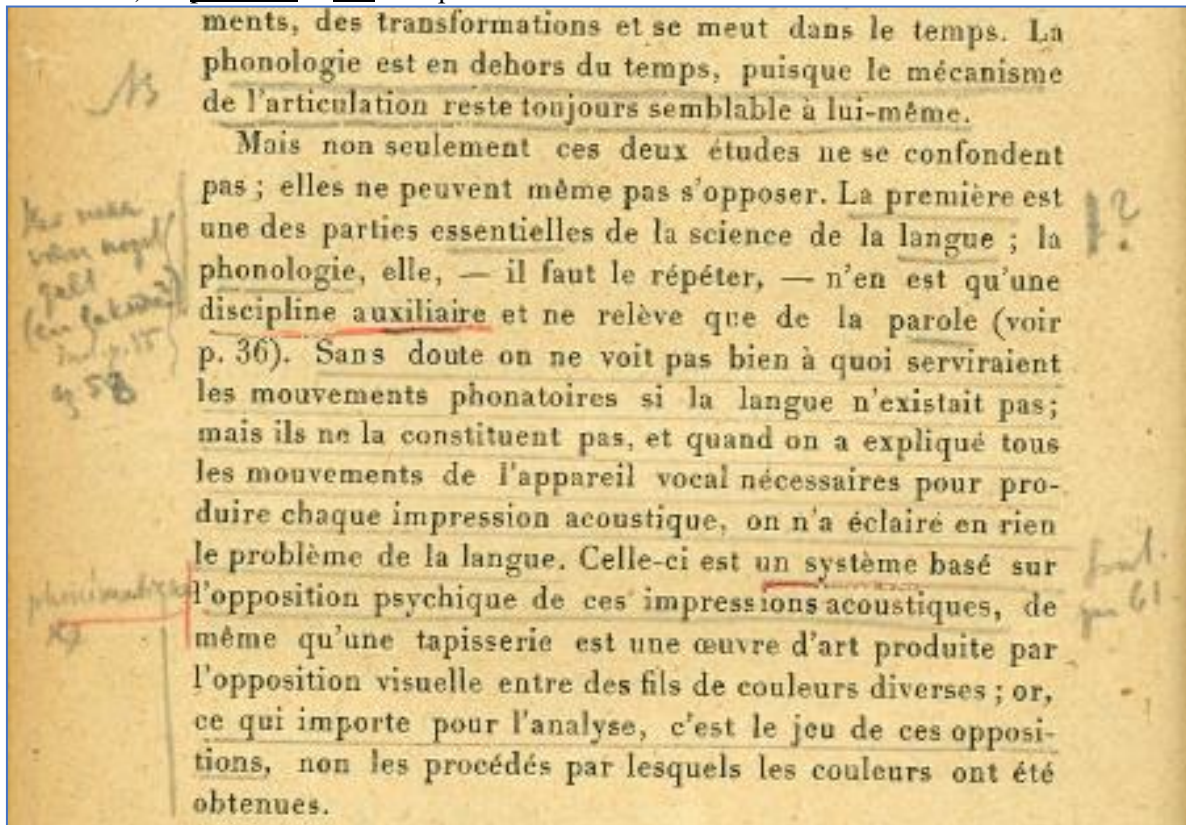 ments, des transformations et se meut dans le temps. La
phonologie est en dehors du temps, puisque le mécanisme
de l'articulation reste toujours semblable à lui-même.
Mais non seulement ces deux études ne se confondent
pas ; elles ne peuvent même pas s'opposer. La première est
une des parties essentielles de la science de la langue ; la
phonologie, elle, — il faut le répéter, — n'en est qu'une
discipline auxiliaire et ne relève que de la parole (voir
p. 36). Sans doute on ne voit pas bien à quoi serviraient
les mouvements phonatoires si la langue n'existait pas ;
mais ils ne la constituent pas, et quand on a expliqué tous
les mouvements de l'appareil vocal nécessaires pour pro-
duire chaque impression acoustique, on n'a éclairé en rien
le problème de la langue. Celle-ci est un système basé sur
l'opposition psychique de ces impressions acoustiques, de
même qu'une tapisserie est une œuvre d'art produite par
l'opposition visuelle entre des fils de couleurs diverses ; or,
ce qui importe pour l'analyse, c'est le jeu de ces opposi-
tions, non les procédés par lesquels les couleurs ont été
obtenues.
!?
61